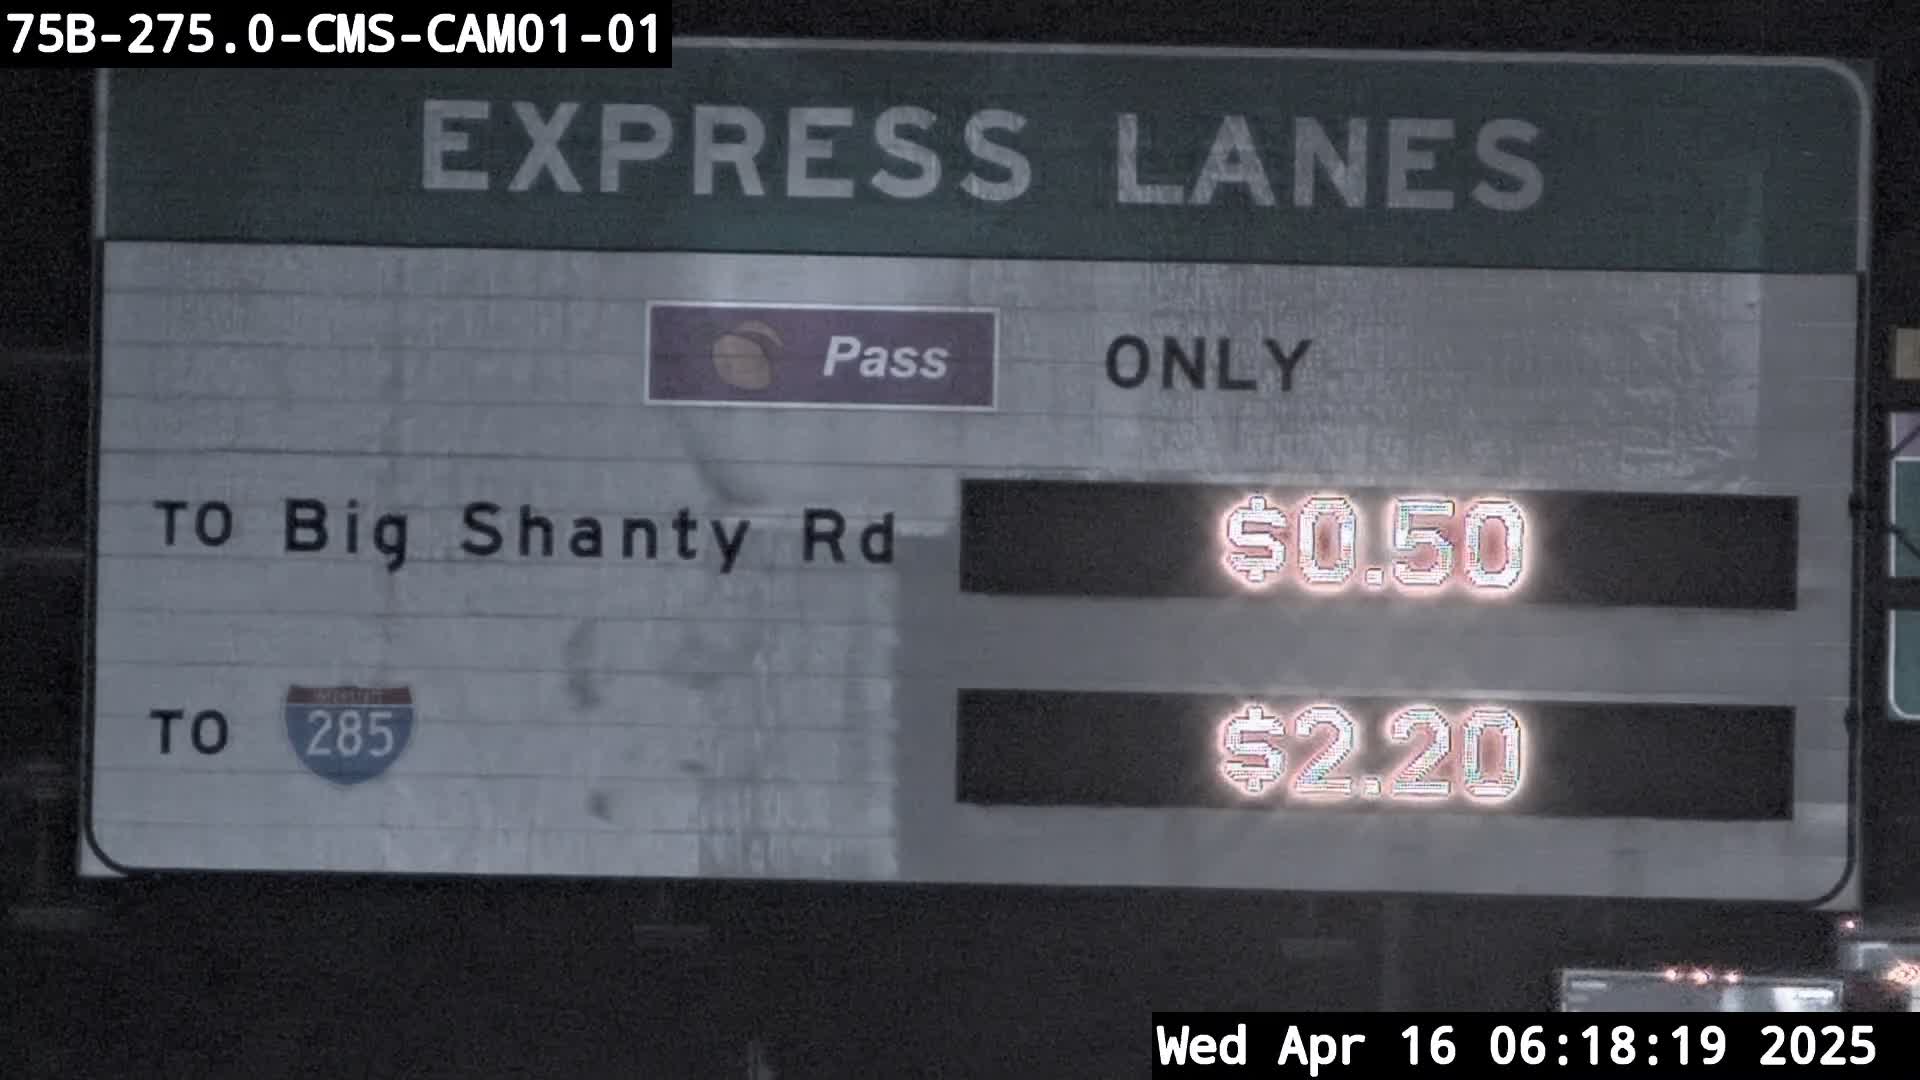 75B-275.0-CMS-CAM01-01
EXPRESS LANES
Pass ONLY
TO Big Shanty Rd $0.50
INTERSTATE
TO 285 $2.20
Wed Apr 16 06:18:19 2025